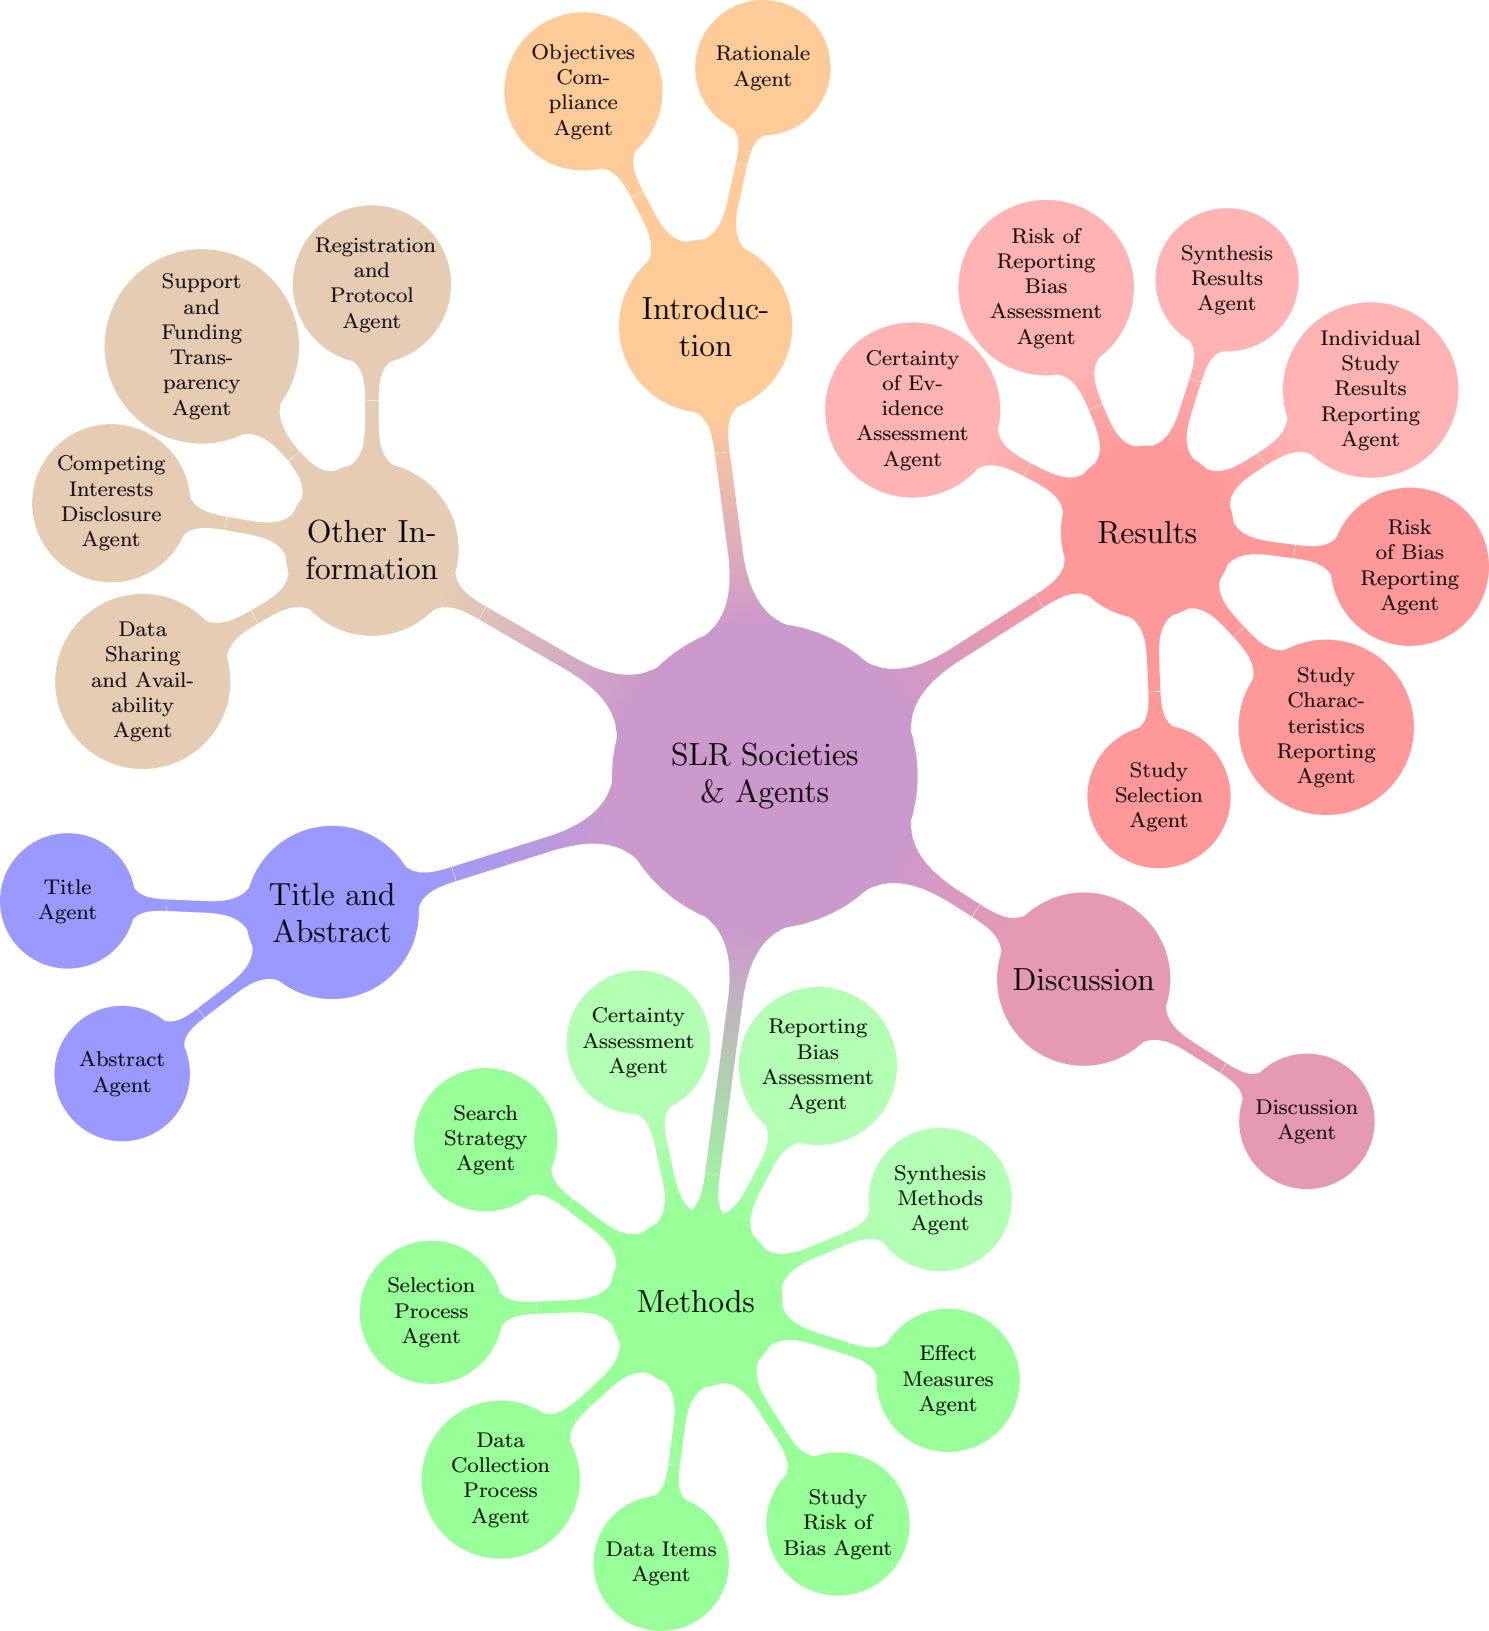 SLR Societies
& Agents
Introduc-
tion
Objectives
Com-
pliance
Agent
Rationale
Agent
Results
Certainty
of Ev-
idence
Assessment
Agent
Risk of
Reporting
Bias
Assessment
Agent
Synthesis
Results
Agent
Individual
Study
Results
Reporting
Agent
Risk
of Bias
Reporting
Agent
Study
Charac-
teristics
Reporting
Agent
Study
Selection
Agent
Discussion
Discussion
Agent
Methods
Certainty
Assessment
Agent
Reporting
Bias
Assessment
Agent
Synthesis
Methods
Agent
Effect
Measures
Agent
Study
Risk of
Bias Agent
Data Items
Agent
Data
Collection
Process
Agent
Selection
Process
Agent
Search
Strategy
Agent
Title and
Abstract
Title
Agent
Abstract
Agent
Other In-
formation
Registration
and
Protocol
Agent
Support
and
Funding
Trans-
parency
Agent
Competing
Interests
Disclosure
Agent
Data
Sharing
and Avail-
ability
Agent